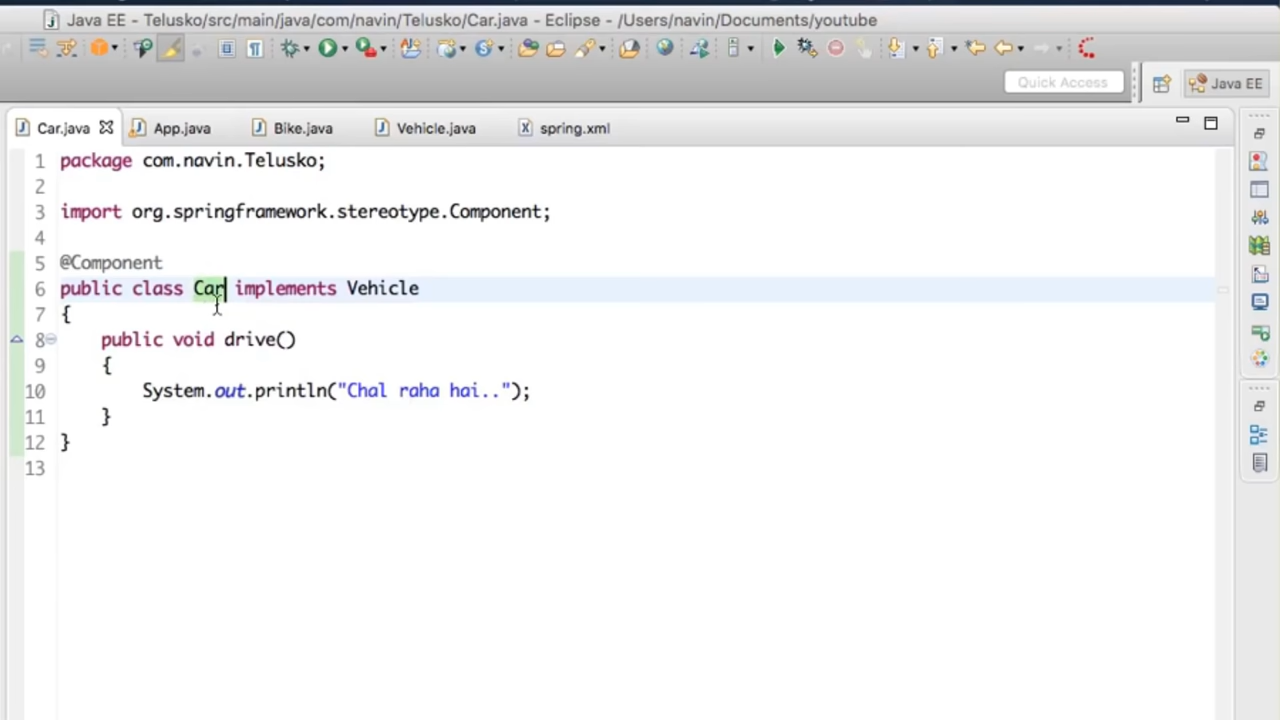 Java EE - Telusko/src/main/java/com/navin/Telusko/Car.java - Eclipse - /Users/navin/Documents/youtube
Quick Access
Java EE
Car.java
App.java
Bike.java
Vehicle.java
spring.xml
1 package com.navin.Telusko;
2
3 import org.springframework.stereotype.Component;
4
5 @Component
6 public class Car implements Vehicle
7 {
8 public void drive()
9 {
10 System.out.println("Chal raha hai..");
11 }
12 }
13